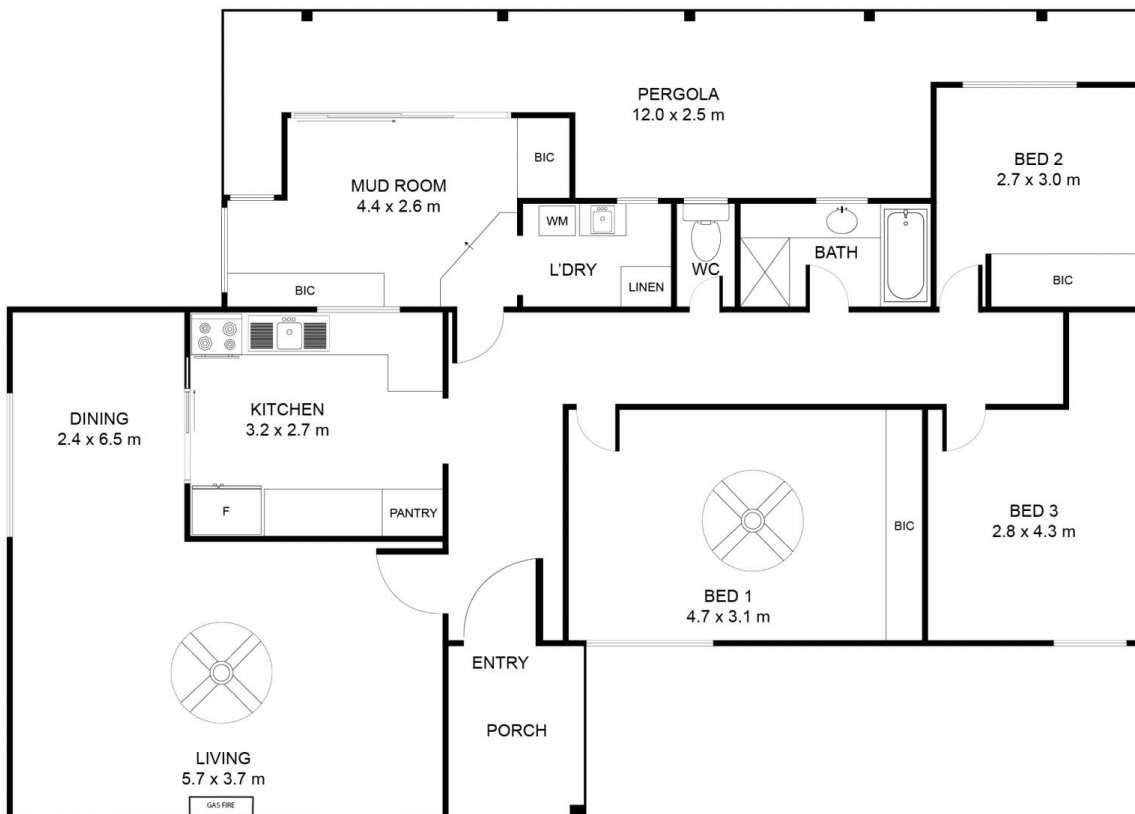 PERGOLA
12.0 x 2.5 m
BED 2
2.7 x 3.0 m
BIC
MUD ROOM
4.4 x 2.6 m
BIC
WM
L'DRY
LINEN
WC
BATH
BIC
DINING
2.4 x 6.5 m
KITCHEN
3.2 x 2.7 m
F
PANTRY
BED 1
4.7 x 3.1 m
BIC
BED 3
2.8 x 4.3 m
ENTRY
PORCH
LIVING
5.7 x 3.7 m
GAS FIRE